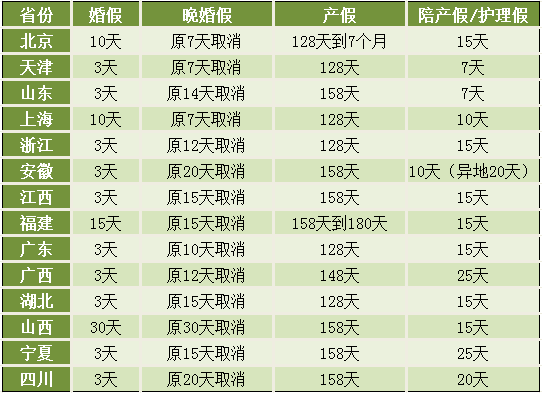 省份 婚假 晚婚假 产假 陪产假/护理假
北京 10天 原7天取消 128天到7个月 15天
天津 3天 原7天取消 128天 7天
山东 3天 原14天取消 158天 7天
上海 10天 原7天取消 128天 10天
浙江 3天 原12天取消 128天 15天
安徽 3天 原20天取消 158天 10天（异地20天）
江西 3天 原15天取消 158天 15天
福建 15天 原15天取消 158天到180天 15天
广东 3天 原10天取消 128天 15天
广西 3天 原12天取消 148天 25天
湖北 3天 原15天取消 128天 15天
山西 30天 原30天取消 158天 15天
宁夏 3天 原15天取消 158天 25天
四川 3天 原20天取消 158天 20天